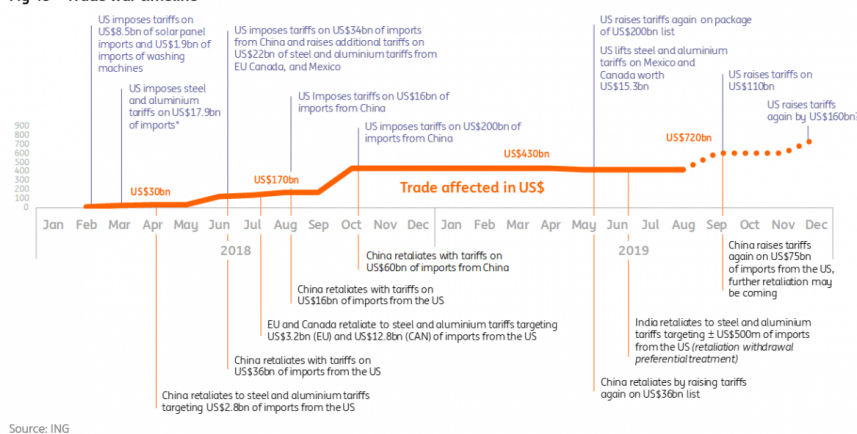 US imposes tariffs on
US$8.5bn of solar panel
imports and US$1.9bn of
imports of washing
machines
US imposes steel
and aluminium
tariffs on US$17.9bn
of imports*
US imposes tariffs on US$34bn of imports
from China and raises additional tariffs on
US$22bn of steel and aluminium tariffs from
EU Canada, and Mexico
US Imposes tariffs on US$16bn of
imports from China
US imposes tariffs on US$200bn of
imports from China
US raises tariffs again on package
of US$200bn list
US lifts steel and aluminium
tariffs on Mexico and
Canada worth
US$15.3bn
US raises tariffs on
US$110bn
US raises tariffs
again by US$160bn?
900
800
700
600
500
400
300
200
100
0
US$30bn
US$170bn
US$430bn
US$720bn
Trade affected in US$
Jan Feb Mar Apr May Jun Jul Aug Sep Oct Nov Dec Jan Feb Mar Apr May Jun Jul Aug Sep Oct Nov Dec
2018 2019
China retaliates with tariffs on
US$60bn of imports from China
China retaliates with tariffs on
US$16bn of imports from the US
EU and Canada retaliate to steel and aluminium tariffs targeting
US$3.2bn (EU) and US$12.8bn (CAN) of imports from the US
China retaliates with tariffs on
US$36bn of imports from the US
China retaliates to steel and aluminium tariffs
targeting US$2.8bn of imports from the US
China raises tariffs
again on US$75bn
of imports from the US,
further retaliation may
be coming
India retaliates to steel and aluminium
tariffs targeting ± US$500m of imports
from the US (retaliation withdrawal
preferential treatment)
China retaliates by raising tariffs
again on US$36bn list
Source: ING